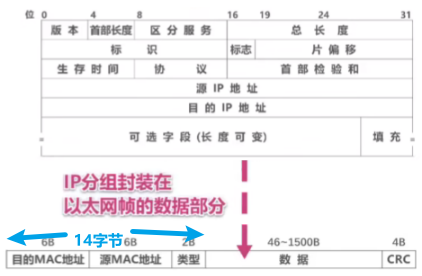 位 0 4 8 16 19 24 31
版本 首部长度 区分服务 总长度
标识 标志 片偏移
生存时间 协议 首部检验和
源IP地址
目的IP地址
可选字段(长度可变) 填充
IP分组封装在
以太网帧的数据部分
6B 14字节 6B 2B 46~1500B 4B
目的MAC地址 源MAC地址 类型 数据 CRC